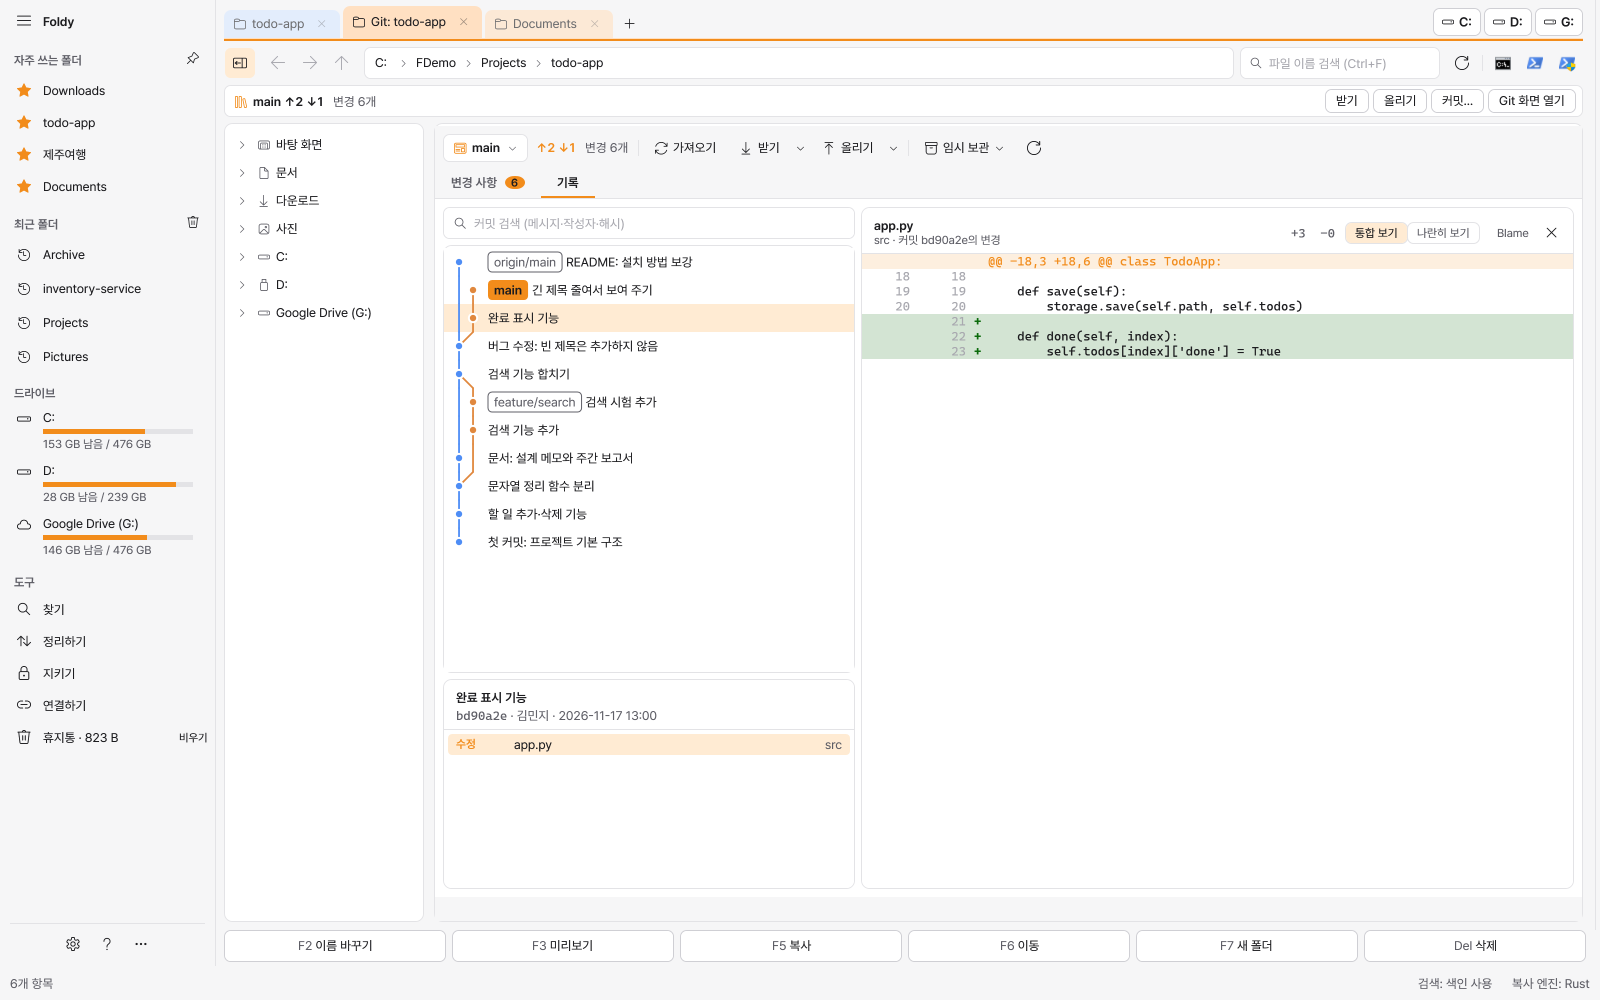 Foldy
자주 쓰는 폴더
Downloads
todo-app
제주여행
Documents
최근 폴더
Archive
inventory-service
Projects
Pictures
드라이브
C:
153 GB 남음 / 476 GB
D:
28 GB 남음 / 239 GB
Google Drive (G:)
146 GB 남음 / 476 GB
도구
찾기
정리하기
지키기
연결하기
휴지통 · 823 B 비우기
todo-app Git: todo-app Documents
C: D: G:
C: FDemo Projects todo-app
파일 이름 검색 (Ctrl+F)
main ↑2 ↓1 변경 6개
받기 올리기 커밋... Git 화면 열기
바탕 화면
문서
다운로드
사진
C:
D:
Google Drive (G:)
main ↑2 ↓1 변경 6개 가져오기 받기 올리기 임시 보관
변경 사항 6 기록
커밋 검색 (메시지·작성자·해시)
origin/main README: 설치 방법 보강
main 긴 제목 줄여서 보여 주기
완료 표시 기능
버그 수정: 빈 제목은 추가하지 않음
검색 기능 합치기
feature/search 검색 시험 추가
검색 기능 추가
문서: 설계 메모와 주간 보고서
문자열 정리 함수 분리
할 일 추가·삭제 기능
첫 커밋: 프로젝트 기본 구조
완료 표시 기능
bd90a2e · 김민지 · 2026-11-17 13:00
수정 app.py src
app.py
src · 커밋 bd90a2e의 변경
+3 −0 통합 보기 나란히 보기 Blame
@@ −18,3 +18,6 @@ class TodoApp:
18 18
19 19 def save(self):
20 20 storage.save(self.path, self.todos)
21 +
22 + def done(self, index):
23 + self.todos[index]['done'] = True
F2 이름 바꾸기 F3 미리보기 F5 복사 F6 이동 F7 새 폴더 Del 삭제
6개 항목
검색: 색인 사용 복사 엔진: Rust